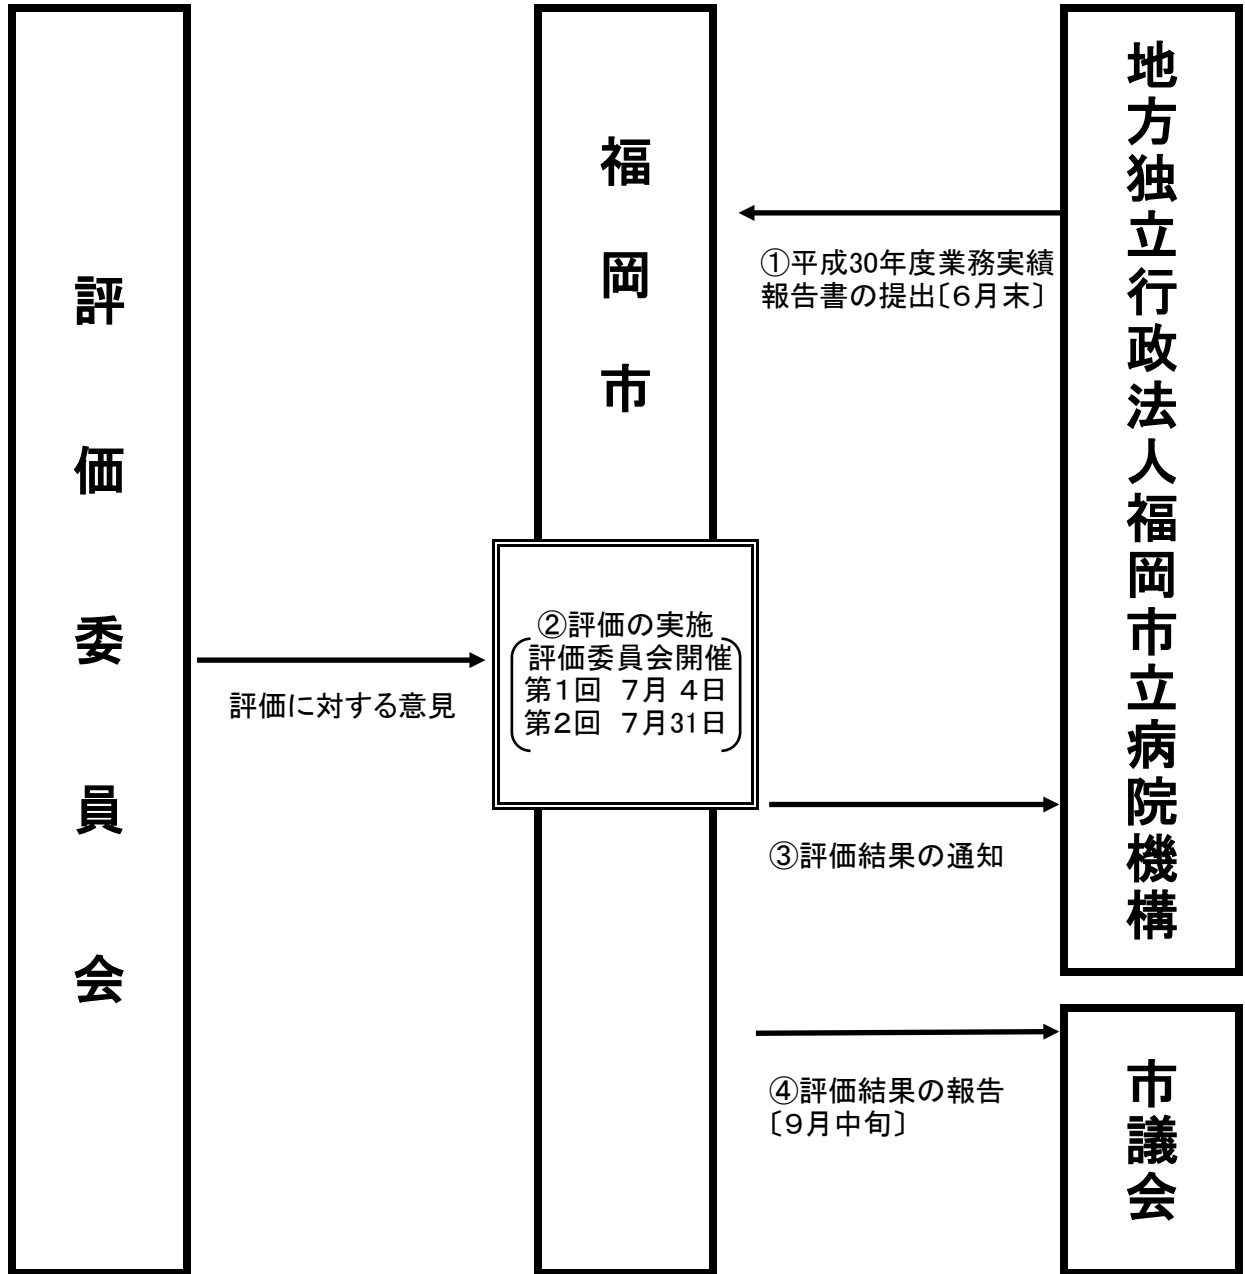 評価委員会
福岡市
地方独立行政法人福岡市立病院機構
①平成30年度業務実績
報告書の提出〔６月末〕
②評価の実施
評価委員会開催
第１回　７月 ４日
第２回　７月31日
評価に対する意見
③評価結果の通知
④評価結果の報告
〔９月中旬〕
市議会